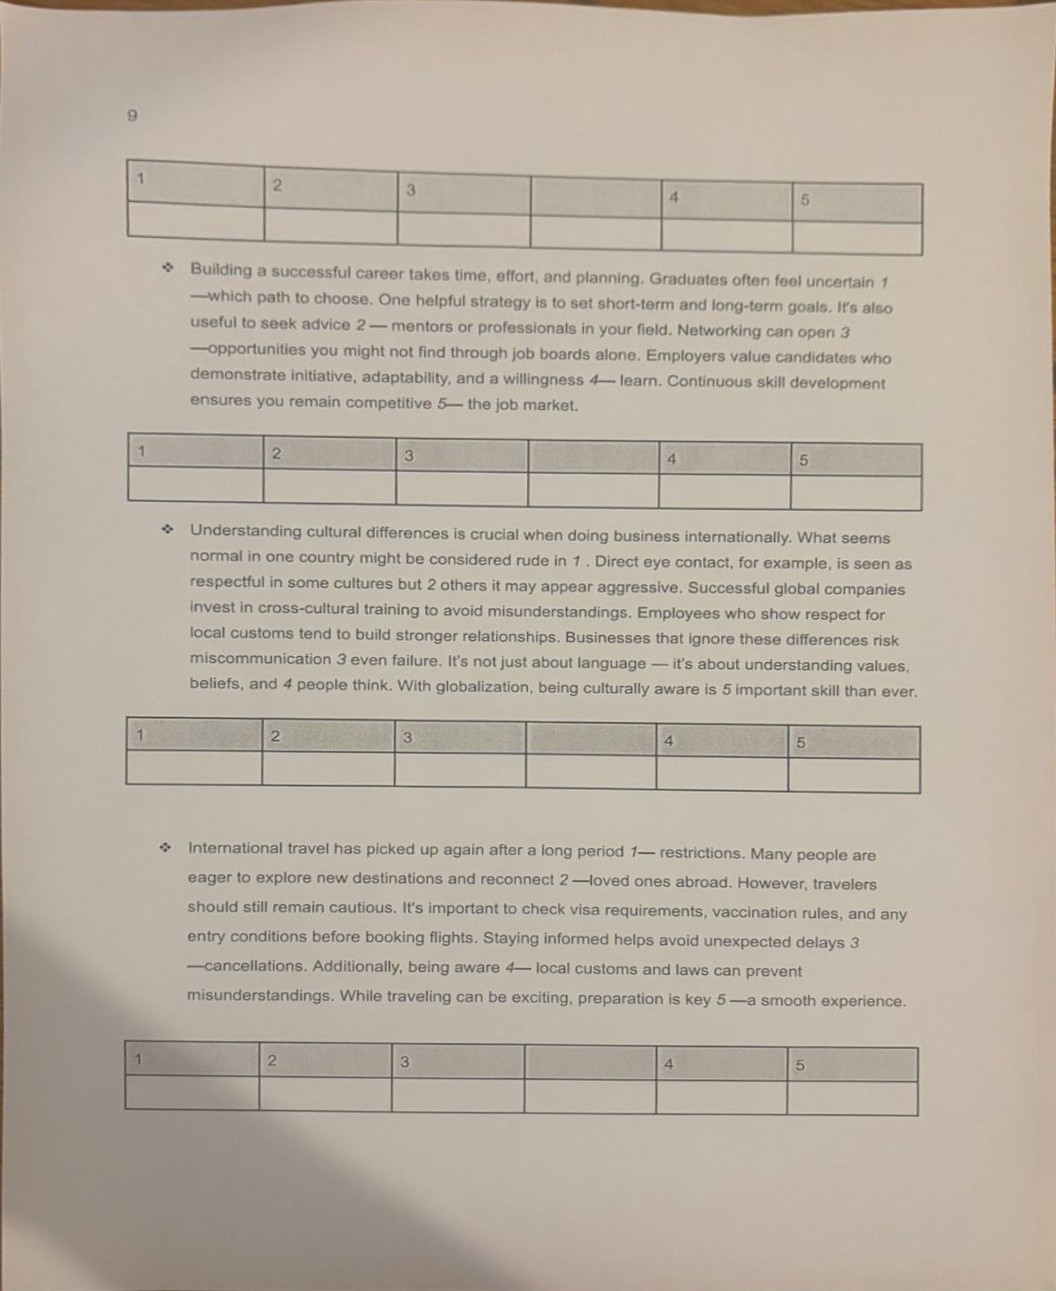 9
1 2 3 4 5
❖ Building a successful career takes time, effort, and planning. Graduates often feel uncertain 1
—which path to choose. One helpful strategy is to set short-term and long-term goals. It's also
useful to seek advice 2 — mentors or professionals in your field. Networking can open 3
—opportunities you might not find through job boards alone. Employers value candidates who
demonstrate initiative, adaptability, and a willingness 4— learn. Continuous skill development
ensures you remain competitive 5— the job market.
1 2 3 4 5
❖ Understanding cultural differences is crucial when doing business internationally. What seems
normal in one country might be considered rude in 1 . Direct eye contact, for example, is seen as
respectful in some cultures but 2 others it may appear aggressive. Successful global companies
invest in cross-cultural training to avoid misunderstandings. Employees who show respect for
local customs tend to build stronger relationships. Businesses that ignore these differences risk
miscommunication 3 even failure. It's not just about language — it's about understanding values,
beliefs, and 4 people think. With globalization, being culturally aware is 5 important skill than ever.
1 2 3 4 5
❖ International travel has picked up again after a long period 1— restrictions. Many people are
eager to explore new destinations and reconnect 2 —loved ones abroad. However, travelers
should still remain cautious. It's important to check visa requirements, vaccination rules, and any
entry conditions before booking flights. Staying informed helps avoid unexpected delays 3
—cancellations. Additionally, being aware 4— local customs and laws can prevent
misunderstandings. While traveling can be exciting, preparation is key 5 —a smooth experience.
1 2 3 4 5